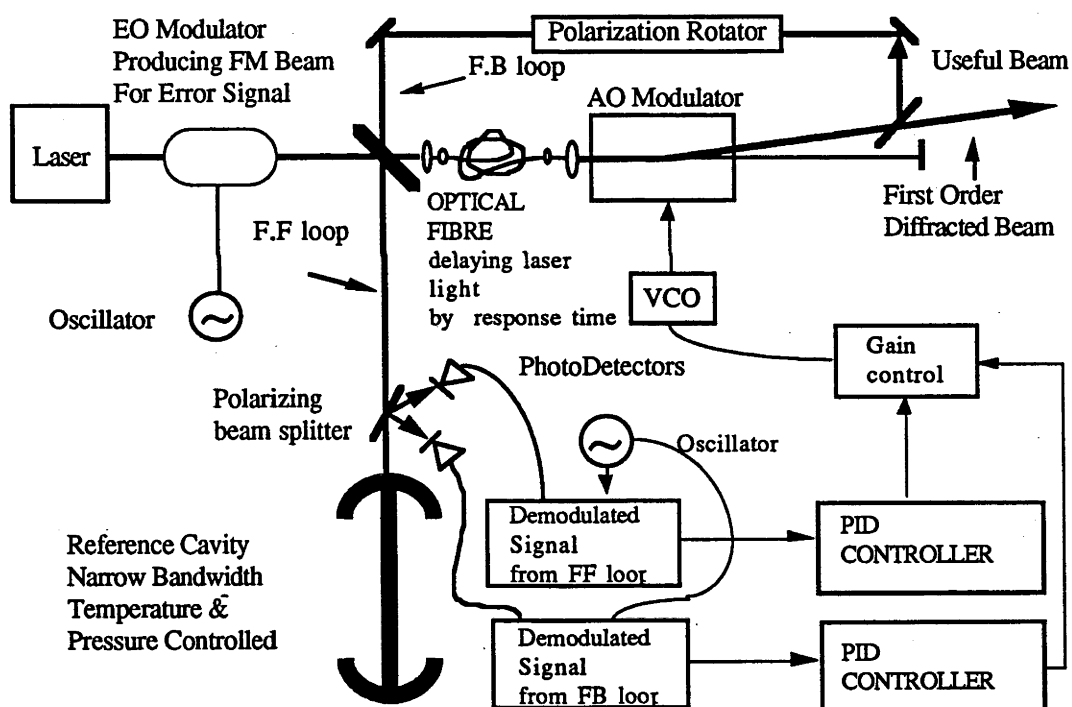 EO Modulator
Producing FM Beam
For Error Signal
Polarization Rotator
F.B loop
Useful Beam
AO Modulator
Laser
OPTICAL
FIBRE
delaying laser
light
by response time
First Order
Diffracted Beam
F.F loop
VCO
Oscillator
Gain
control
PhotoDetectors
Polarizing
beam splitter
Oscillator
Demodulated
Signal
from FF loop
PID
CONTROLLER
Reference Cavity
Narrow Bandwidth
Temperature &
Pressure Controlled
Demodulated
Signal
from FB loop
PID
CONTROLLER